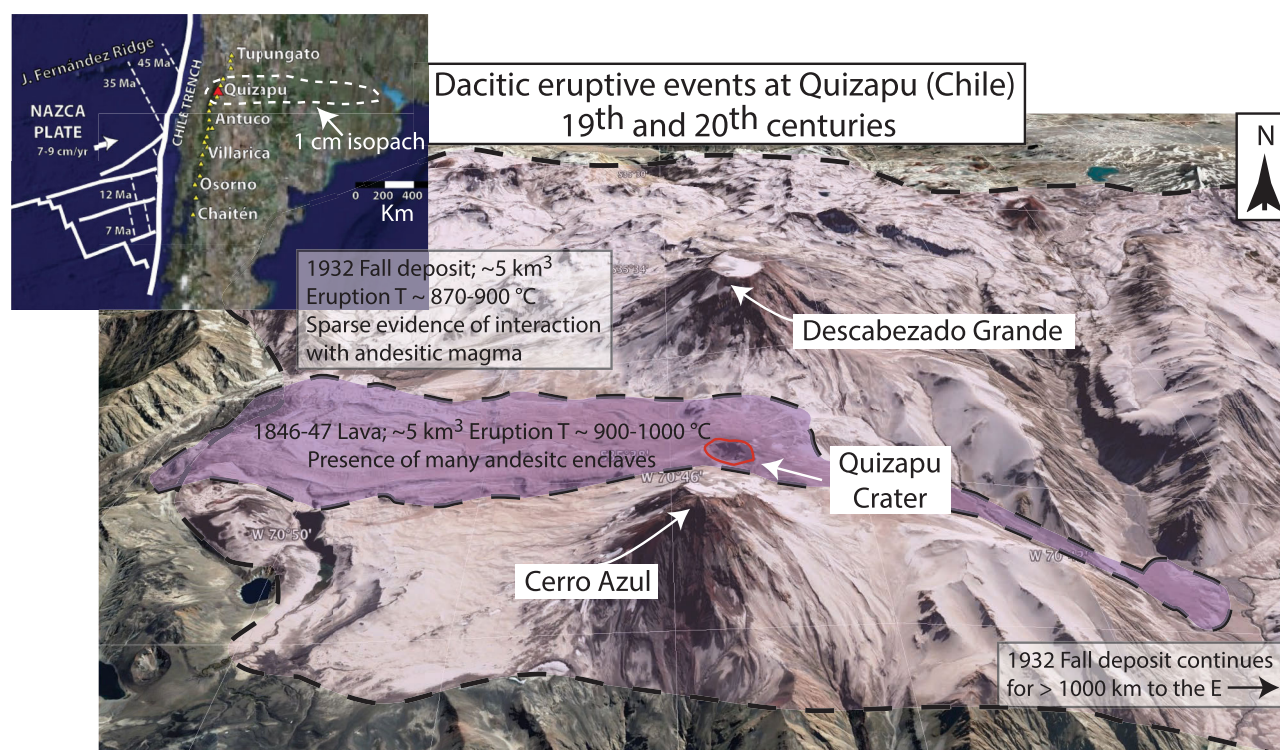 J. Fernández Ridge
45 Ma
35 Ma
NAZCA
PLATE
7-9 cm/yr
CHILE TRENCH
Tupungato
Quizapu
Antuco
1 cm isopach
Villarica
Osorno
Chaitén
12 Ma
7 Ma
0 200 400
Km
Dacitic eruptive events at Quizapu (Chile)
19th and 20th centuries
N
1932 Fall deposit; ~5 km3
Eruption T ~ 870-900 °C
Sparse evidence of interaction
with andesitic magma
Descabezado Grande
1846-47 Lava; ~5 km3 Eruption T ~ 900-1000 °C
Presence of many andesitc enclaves
W 70°46'
Quizapu
Crater
W 70°50'
Cerro Azul
1932 Fall deposit continues
for > 1000 km to the E